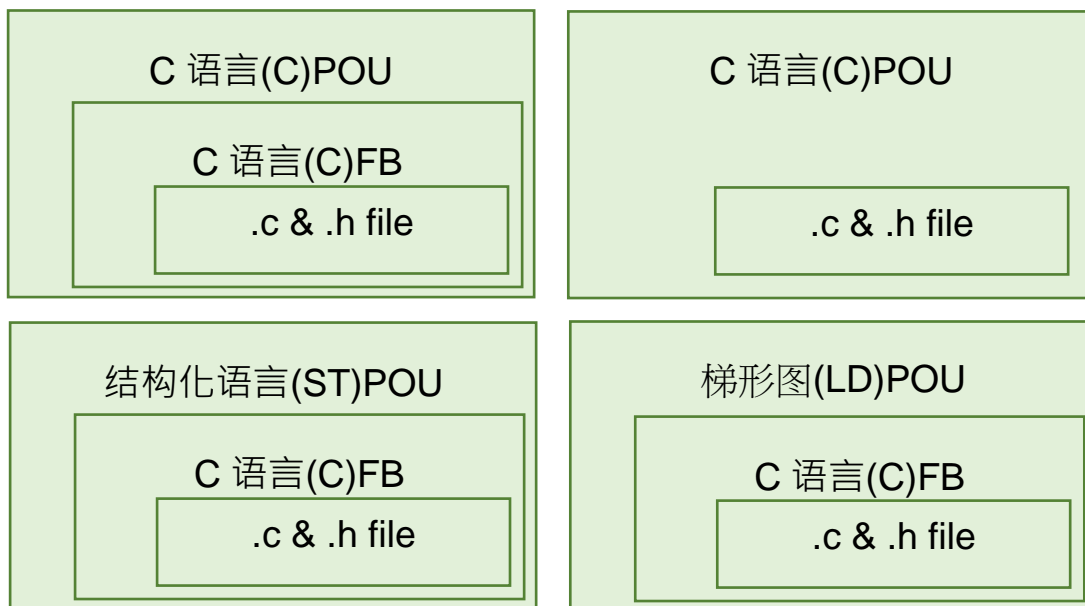 C 语言(C)POU
C 语言(C)FB
.c & .h file
C 语言(C)POU
.c & .h file
结构化语言(ST)POU
C 语言(C)FB
.c & .h file
梯形图(LD)POU
C 语言(C)FB
.c & .h file